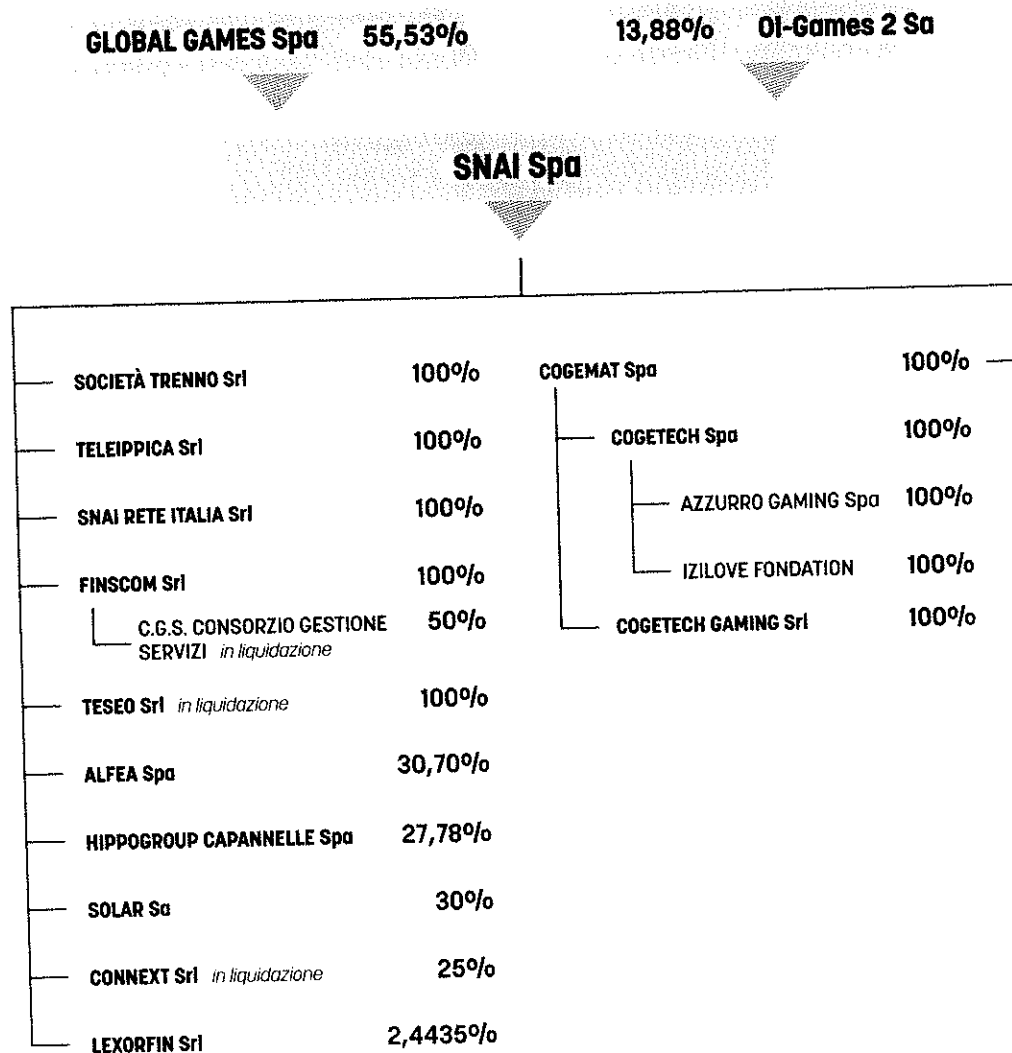 GLOBAL GAMES Spa 55,53%
13,88% OI-Games 2 Sa
SNAI Spa
SOCIETÀ TRENNO Srl 100%
TELEIPPICA Srl 100%
SNAI RETE ITALIA Srl 100%
FINSCOM Srl 100%
C.G.S. CONSORZIO GESTIONE 50%
SERVIZI in liquidazione
TESEO Srl in liquidazione 100%
ALFEA Spa 30,70%
HIPPOGROUP CAPANNELLE Spa 27,78%
SOLAR Sa 30%
CONNEXT Srl in liquidazione 25%
LEXORFIN Srl 2,4435%
COGEMAT Spa 100%
COGETECH Spa 100%
AZZURRO GAMING Spa 100%
IZILOVE FONDATION 100%
COGETECH GAMING Srl 100%